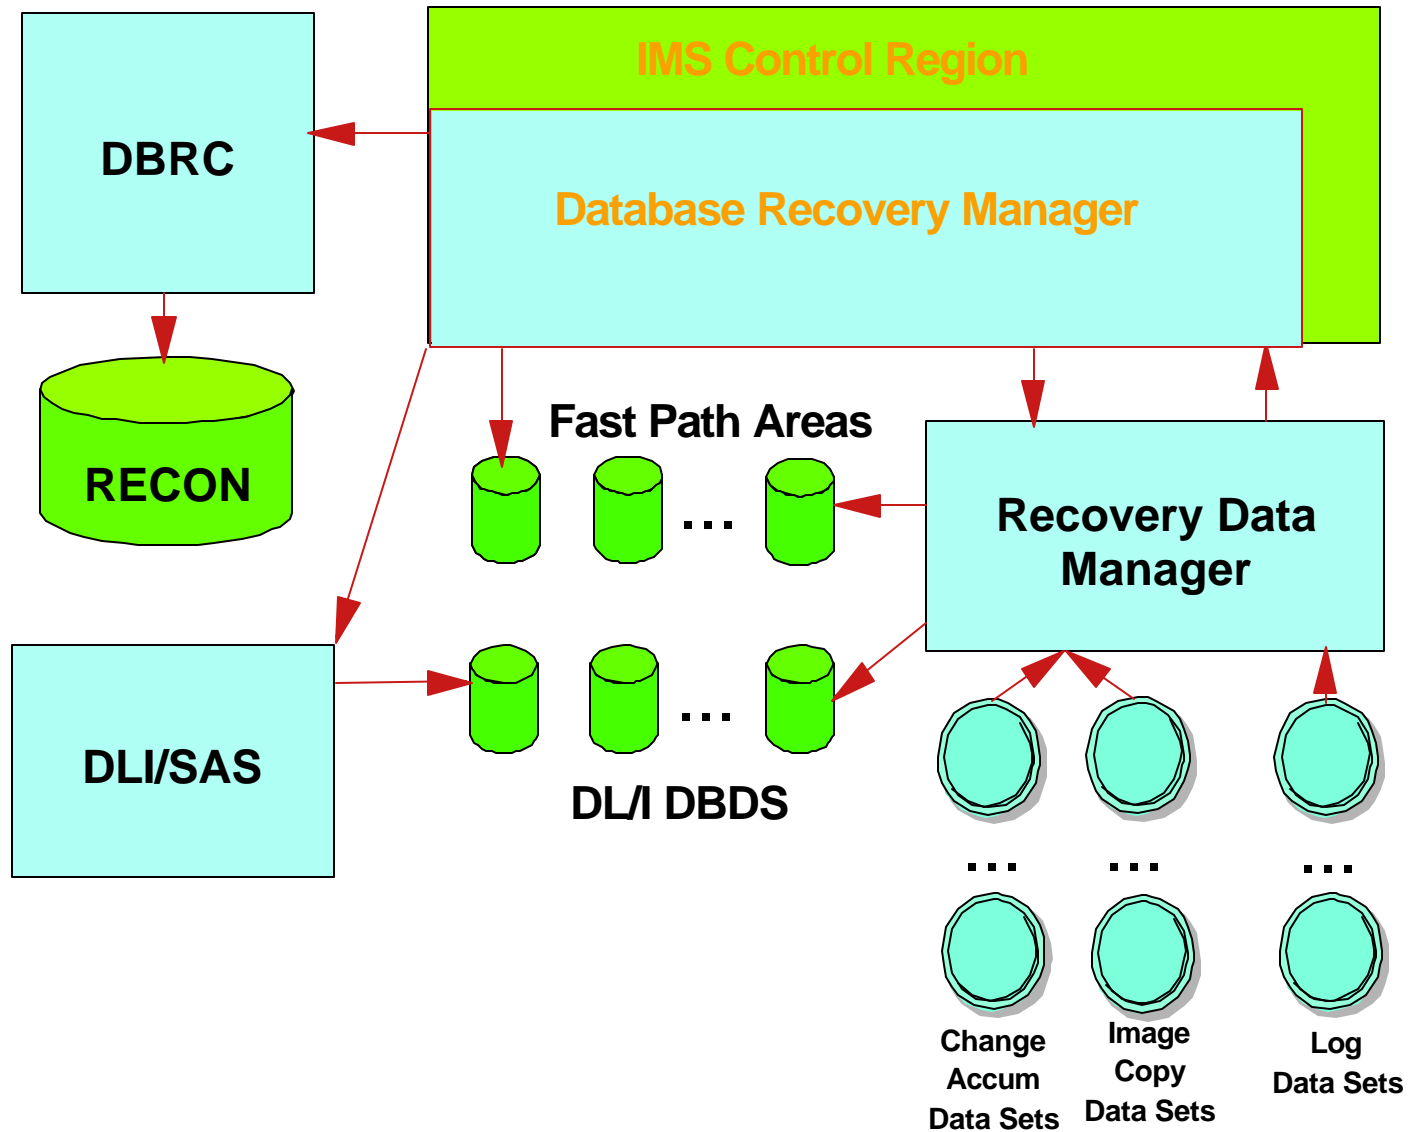 IMS Control Region
DBRC
Database Recovery Manager
Fast Path Areas
RECON
...
Recovery Data
Manager
...
DLI/SAS
DL/I DBDS
... ... ...
Change
Accum
Data Sets
Image
Copy
Data Sets
Log
Data Sets